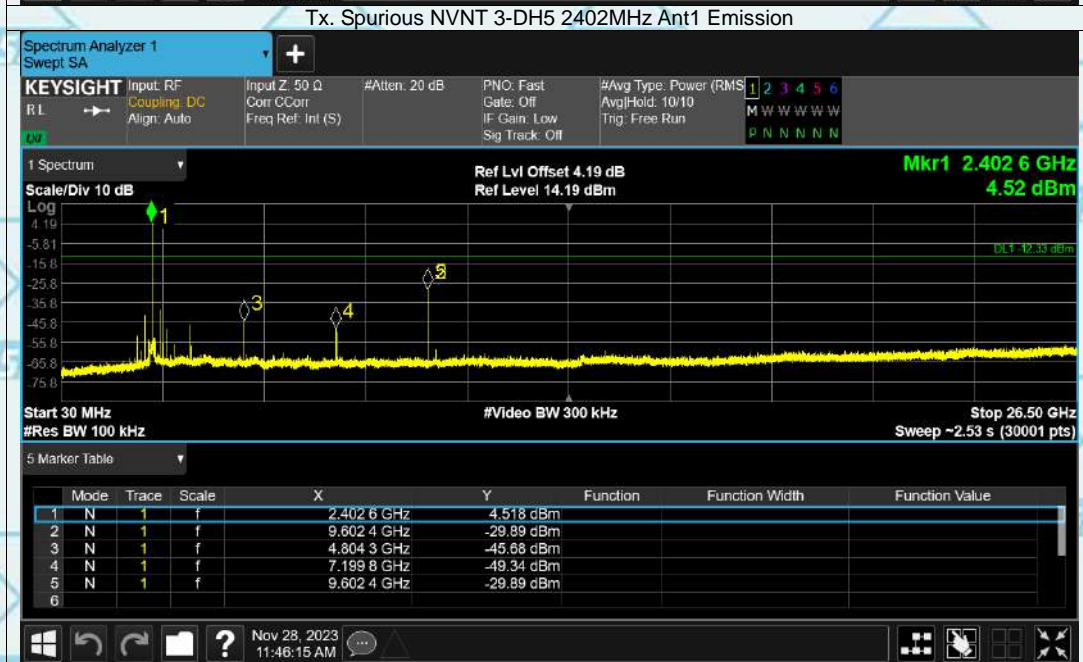 Tx. Spurious NVNT 3-DH5 2402MHz Ant1 Emission
Spectrum Analyzer 1
Swept SA
+
KEYSIGHT
R L
LXI
Input: RF
Coupling: DC
Align: Auto
Input Z: 50 Ω
Corr CCorr
Freq Ref: Int (S)
#Atten: 20 dB
PNO: Fast
Gate: Off
IF Gain: Low
Sig Track: Off
#Avg Type: Power (RMS
Avg|Hold: 10/10
Trig: Free Run
1 2 3 4 5 6
M W W W W W
P N N N N N
1 Spectrum
Scale/Div 10 dB
Ref Lvl Offset 4.19 dB
Ref Level 14.19 dBm
Mkr1 2.402 6 GHz
4.52 dBm
Log
4.19
-5.81
-15.8
-25.8
-35.8
-45.8
-55.8
-65.8
-75.8
1
3
4
DL1 -12.33 dBm
Start 30 MHz
#Res BW 100 kHz
#Video BW 300 kHz
Stop 26.50 GHz
Sweep ~2.53 s (30001 pts)
5 Marker Table
Mode Trace Scale X Y Function Function Width Function Value
1 N 1 f 2.402 6 GHz 4.518 dBm
2 N 1 f 9.602 4 GHz -29.89 dBm
3 N 1 f 4.804 3 GHz -45.68 dBm
4 N 1 f 7.199 8 GHz -49.34 dBm
5 N 1 f 9.602 4 GHz -29.89 dBm
6
?
Nov 28, 2023
11:46:15 AM